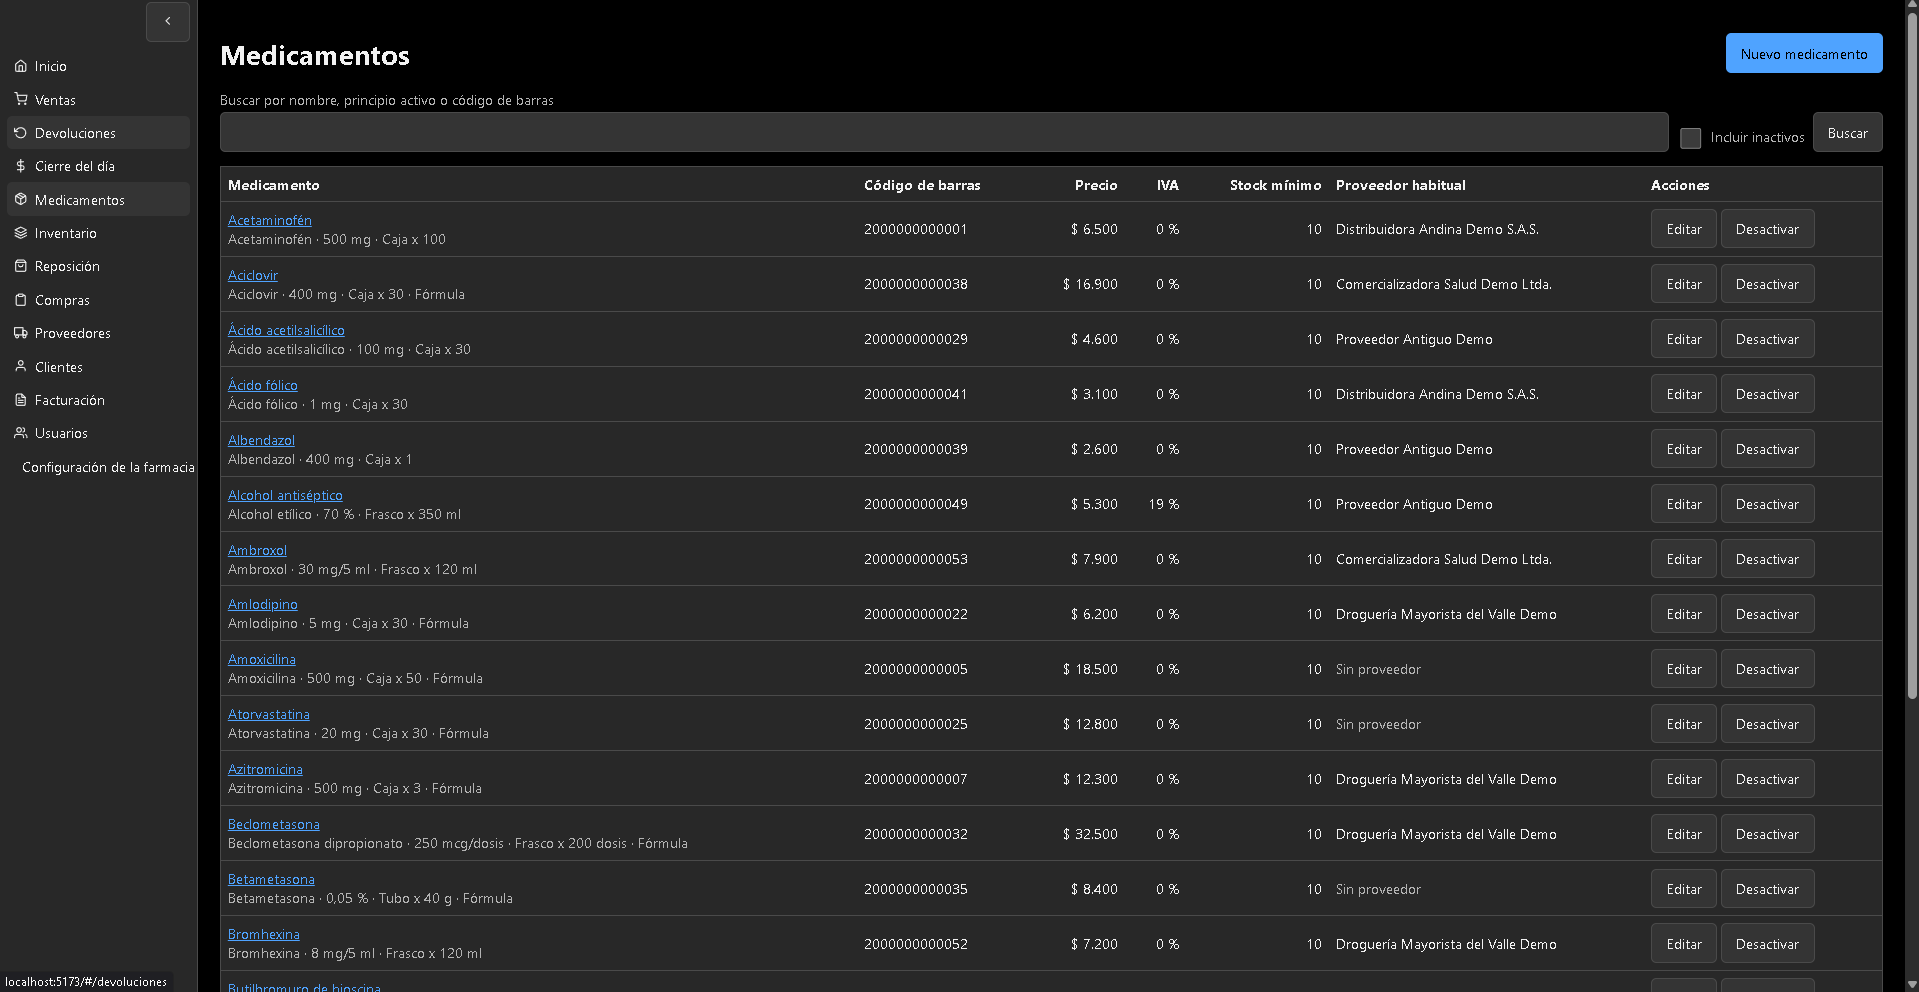 Inicio
Ventas
Devoluciones
Cierre del día
Medicamentos
Inventario
Reposición
Compras
Proveedores
Clientes
Facturación
Usuarios
Configuración de la farmacia
Medicamentos
Nuevo medicamento
Buscar por nombre, principio activo o código de barras
Incluir inactivos Buscar
Medicamento Código de barras Precio IVA Stock mínimo Proveedor habitual Acciones
Acetaminofén
Acetaminofén · 500 mg · Caja x 100 2000000000001 $ 6.500 0 % 10 Distribuidora Andina Demo S.A.S. Editar Desactivar
Aciclovir
Aciclovir · 400 mg · Caja x 30 · Fórmula 2000000000038 $ 16.900 0 % 10 Comercializadora Salud Demo Ltda. Editar Desactivar
Ácido acetilsalicílico
Ácido acetilsalicílico · 100 mg · Caja x 30 2000000000029 $ 4.600 0 % 10 Proveedor Antiguo Demo Editar Desactivar
Ácido fólico
Ácido fólico · 1 mg · Caja x 30 2000000000041 $ 3.100 0 % 10 Distribuidora Andina Demo S.A.S. Editar Desactivar
Albendazol
Albendazol · 400 mg · Caja x 1 2000000000039 $ 2.600 0 % 10 Proveedor Antiguo Demo Editar Desactivar
Alcohol antiséptico
Alcohol etílico · 70 % · Frasco x 350 ml 2000000000049 $ 5.300 19 % 10 Proveedor Antiguo Demo Editar Desactivar
Ambroxol
Ambroxol · 30 mg/5 ml · Frasco x 120 ml 2000000000053 $ 7.900 0 % 10 Comercializadora Salud Demo Ltda. Editar Desactivar
Amlodipino
Amlodipino · 5 mg · Caja x 30 · Fórmula 2000000000022 $ 6.200 0 % 10 Droguería Mayorista del Valle Demo Editar Desactivar
Amoxicilina
Amoxicilina · 500 mg · Caja x 50 · Fórmula 2000000000005 $ 18.500 0 % 10 Sin proveedor Editar Desactivar
Atorvastatina
Atorvastatina · 20 mg · Caja x 30 · Fórmula 2000000000025 $ 12.800 0 % 10 Sin proveedor Editar Desactivar
Azitromicina
Azitromicina · 500 mg · Caja x 3 · Fórmula 2000000000007 $ 12.300 0 % 10 Droguería Mayorista del Valle Demo Editar Desactivar
Beclometasona
Beclometasona dipropionato · 250 mcg/dosis · Frasco x 200 dosis · Fórmula 2000000000032 $ 32.500 0 % 10 Droguería Mayorista del Valle Demo Editar Desactivar
Betametasona
Betametasona · 0,05 % · Tubo x 40 g · Fórmula 2000000000035 $ 8.400 0 % 10 Sin proveedor Editar Desactivar
Bromhexina
Bromhexina · 8 mg/5 ml · Frasco x 120 ml 2000000000052 $ 7.200 0 % 10 Droguería Mayorista del Valle Demo Editar Desactivar
Butilbromuro de hioscina
localhost:5173/#/devoluciones